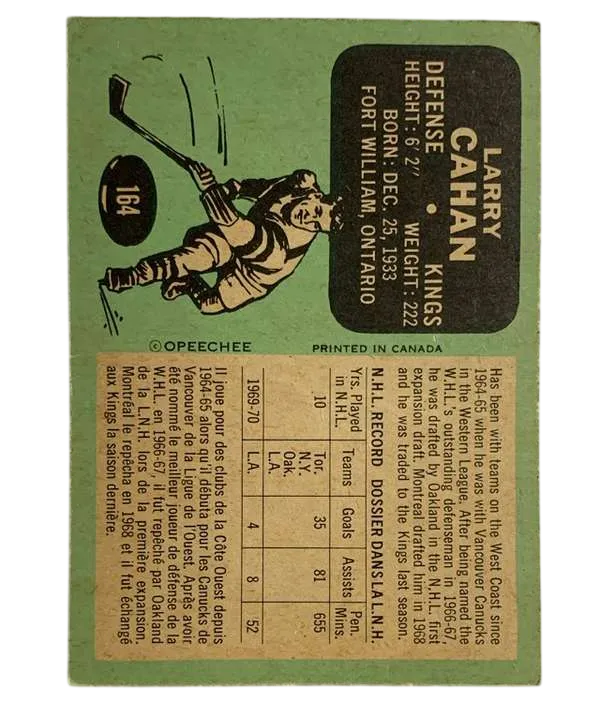 LARRY
CAHAN
DEFENSE • KINGS
HEIGHT: 6' 2" WEIGHT: 222
BORN: DEC. 25, 1933
FORT WILLIAM, ONTARIO
164
Has been with teams on the West Coast since
1964-65 when he was with Vancouver Canucks
in the Western League. After being named the
W.H.L.'s outstanding defenseman in 1966-67,
he was drafted by Oakland in the N.H.L. first
expansion draft. Montreal drafted him in 1968
and he was traded to the Kings last season.
N.H.L. RECORD DOSSIER DANS LA L.N.H.
Yrs. Played in N.H.L. Teams Goals Assists Pen. Mins.
10 Tor. N.Y. Oak. L.A. 35 81 655
1969-70 L.A. 4 8 52
Il joue pour des clubs de la Côte Ouest depuis
1964-65 alors qu'il débuta pour les Canucks de
Vancouver de la Ligue de l'Ouest. Après avoir
été nommé le meilleur joueur de défense de la
W.H.L. en 1966-67, il fut repêché par Oakland
de la L.N.H. lors de la première expansion.
Montréal le repêcha en 1968 et il fut échangé
aux Kings la saison dernière.
© OPEECHEE PRINTED IN CANADA